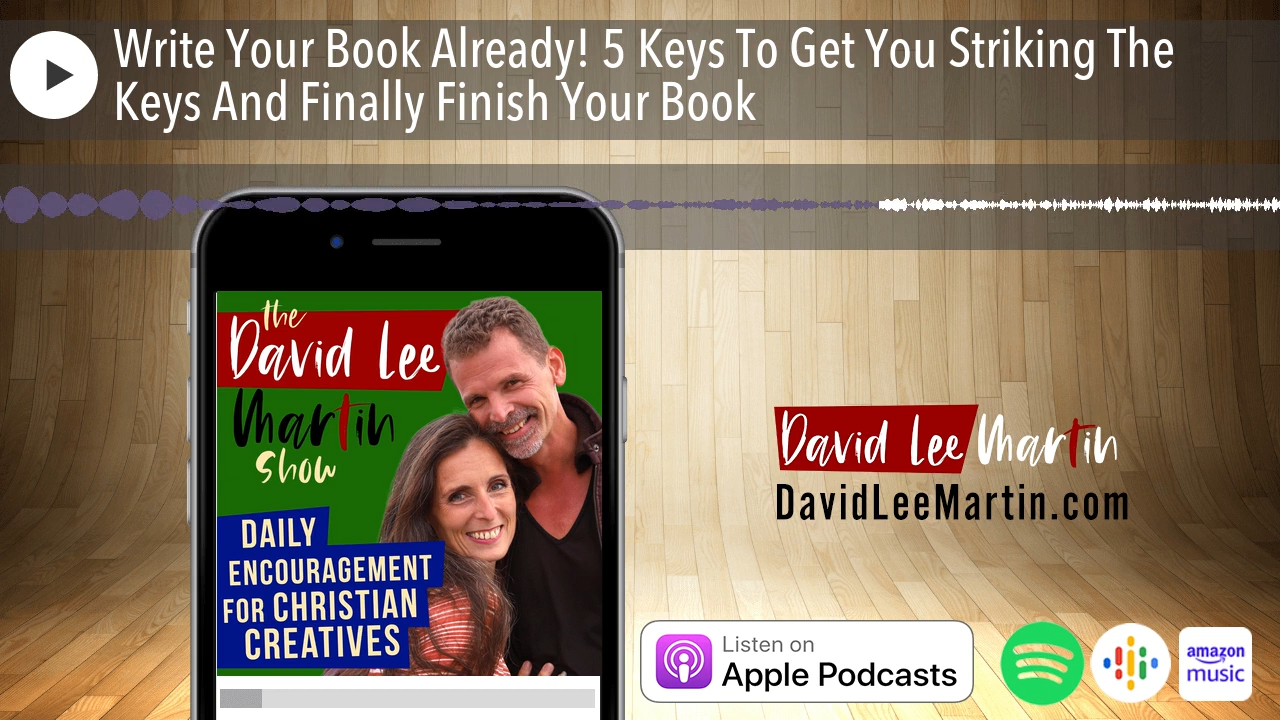 Write Your Book Already! 5 Keys To Get You Striking The
Keys And Finally Finish Your Book
the
David Lee
Martin
Show
DAILY
ENCOURAGEMENT
FOR CHRISTIAN
CREATIVES
David Lee Martin
DavidLeeMartin.com
Listen on
Apple Podcasts
amazon
music